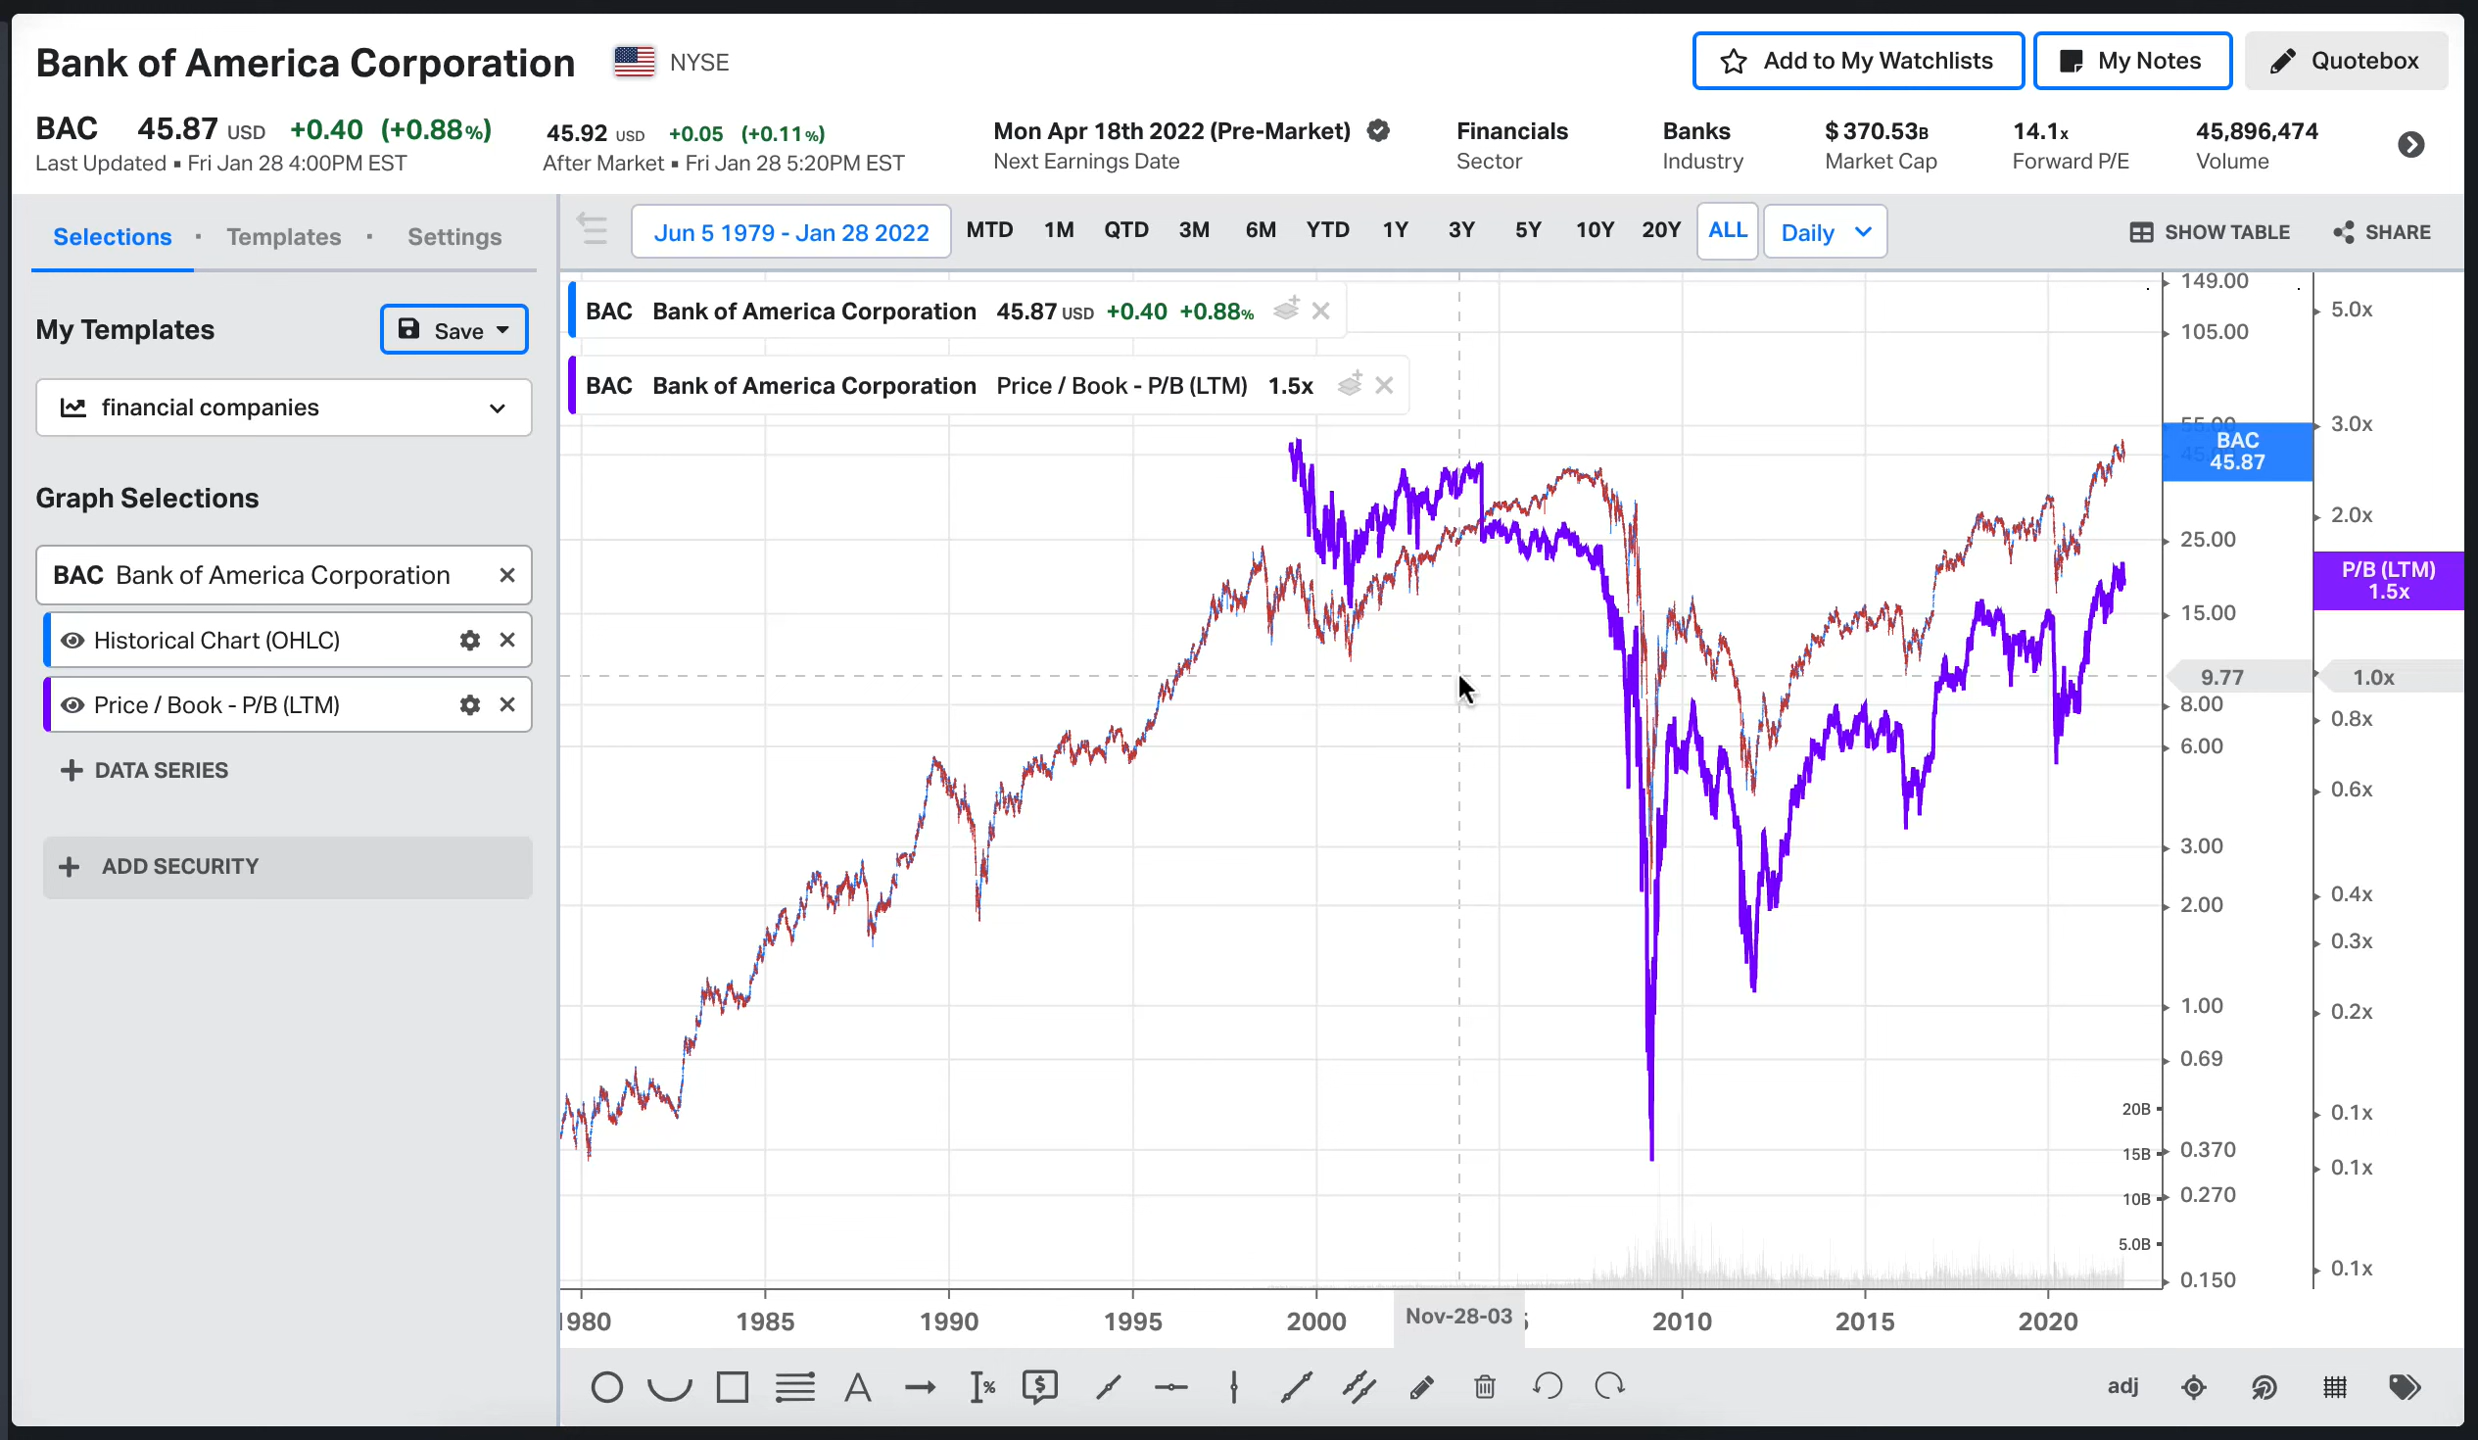 Bank of America Corporation NYSE
Add to My Watchlists My Notes Quotebox
BAC 45.87 USD +0.40 (+0.88%) 45.92 USD +0.05 (+0.11%) Mon Apr 18th 2022 (Pre-Market) Financials Banks $370.53B 14.1x 45,896,474
Last Updated ▪ Fri Jan 28 4:00PM EST After Market ▪ Fri Jan 28 5:20PM EST Next Earnings Date Sector Industry Market Cap Forward P/E Volume
Selections · Templates · Settings
Jun 5 1979 - Jan 28 2022 MTD 1M QTD 3M 6M YTD 1Y 3Y 5Y 10Y 20Y ALL Daily SHOW TABLE SHARE
My Templates Save
financial companies
Graph Selections
BAC Bank of America Corporation
Historical Chart (OHLC)
Price / Book - P/B (LTM)
+ DATA SERIES
+ ADD SECURITY
BAC Bank of America Corporation 45.87 USD +0.40 +0.88%
BAC Bank of America Corporation Price / Book - P/B (LTM) 1.5x
149.00
105.00
55.00
BAC
45.87
25.00
15.00
9.77
8.00
6.00
3.00
2.00
1.00
0.69
0.370
0.270
0.150
20B
15B
10B
5.0B
5.0x
3.0x
2.0x
P/B (LTM)
1.5x
1.0x
0.8x
0.6x
0.4x
0.3x
0.2x
0.1x
0.1x
0.1x
1980 1985 1990 1995 2000 Nov-28-03 2010 2015 2020
A % $ adj